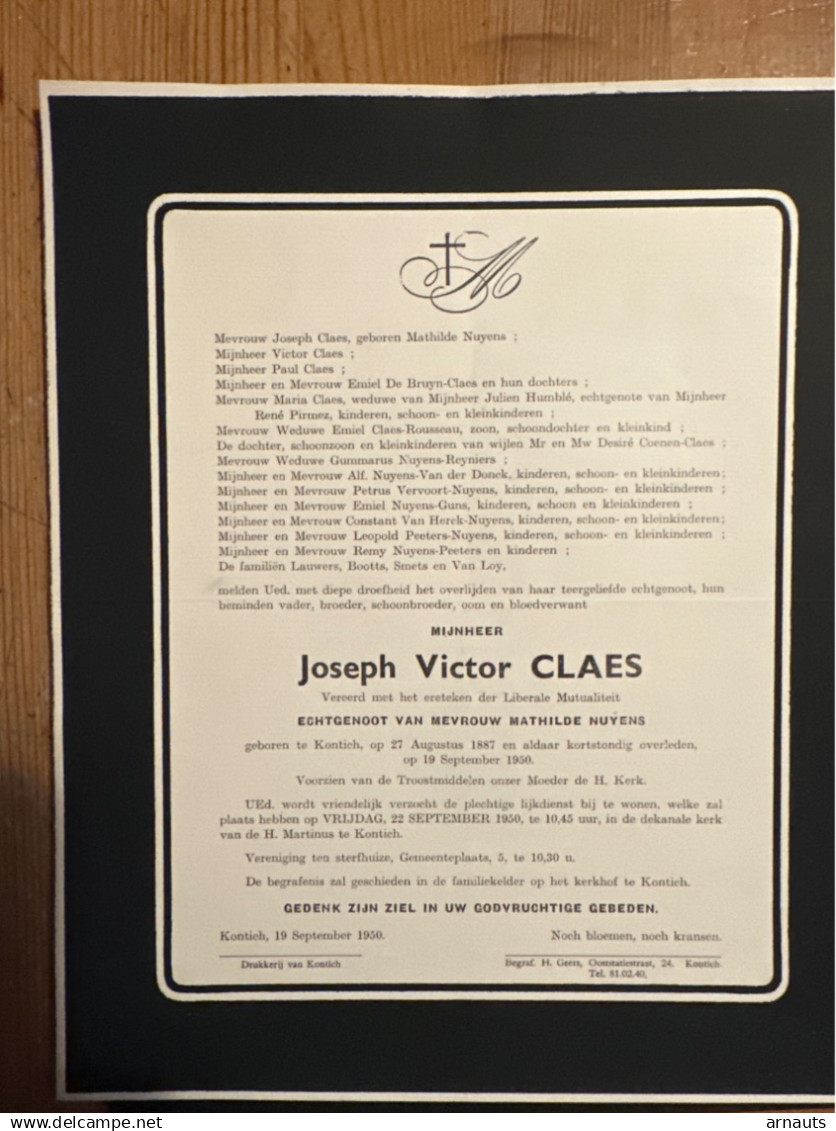 M
Mevrouw Joseph Claes, geboren Mathilde Nuyens ;
Mijnheer Victor Claes ;
Mijnheer Paul Claes ;
Mijnheer en Mevrouw Emiel De Bruyn-Claes en hun dochters ;
Mevrouw Maria Claes, weduwe van Mijnheer Julien Humblé, echtgenote van Mijnheer
René Pirmez, kinderen, schoon- en kleinkinderen ;
Mevrouw Weduwe Emiel Claes-Rousseau, zoon, schoondochter en kleinkind ;
De dochter, schoonzoon en kleinkinderen van wijlen Mr en Mw Desiré Coenen-Claes ;
Mevrouw Weduwe Gummarus Nuyens-Reyniers ;
Mijnheer en Mevrouw Alf. Nuyens-Van der Donck, kinderen, schoon- en kleinkinderen;
Mijnheer en Mevrouw Petrus Vervoort-Nuyens, kinderen, schoon- en kleinkinderen ;
Mijnheer en Mevrouw Emiel Nuyens-Guns, kinderen, schoon en kleinkinderen ;
Mijnheer en Mevrouw Constant Van Herck-Nuyens, kinderen, schoon- en kleinkinderen;
Mijnheer en Mevrouw Leopold Peeters-Nuyens, kinderen, schoon- en kleinkinderen ;
Mijnheer en Mevrouw Remy Nuyens-Peeters en kinderen ;
De familiën Lauwers, Bootts, Smets en Van Loy,
melden Ued. met diepe droefheid het overlijden van haar teergeliefde echtgenoot, hun
beminden vader, broeder, schoonbroeder, oom en bloedverwant
MIJNHEER
Joseph Victor CLAES
Vereerd met het ereteken der Liberale Mutualiteit
ECHTGENOOT VAN MEVROUW MATHILDE NUYENS
geboren te Kontich, op 27 Augustus 1887 en aldaar kortstondig overleden,
op 19 September 1950.
Voorzien van de Troostmiddelen onzer Moeder de H. Kerk.
UEd. wordt vriendelijk verzocht de plechtige lijkdienst bij te wonen, welke zal
plaats hebben op VRIJDAG, 22 SEPTEMBER 1950, te 10,45 uur, in de dekanale kerk
van de H. Martinus te Kontich.
Vereniging ten sterfhuize, Gemeenteplaats, 5, te 10,30 u.
De begrafenis zal geschieden in de familiekelder op het kerkhof te Kontich.
GEDENK ZIJN ZIEL IN UW GODVRUCHTIGE GEBEDEN.
Kontich, 19 September 1950. Noch bloemen, noch kransen.
Drukkerij van Kontich Begraf. H. Geers, Ooststatiestraat, 24. Kontich.
Tel. 81.02.40.
www.delcampe.net
arnauts